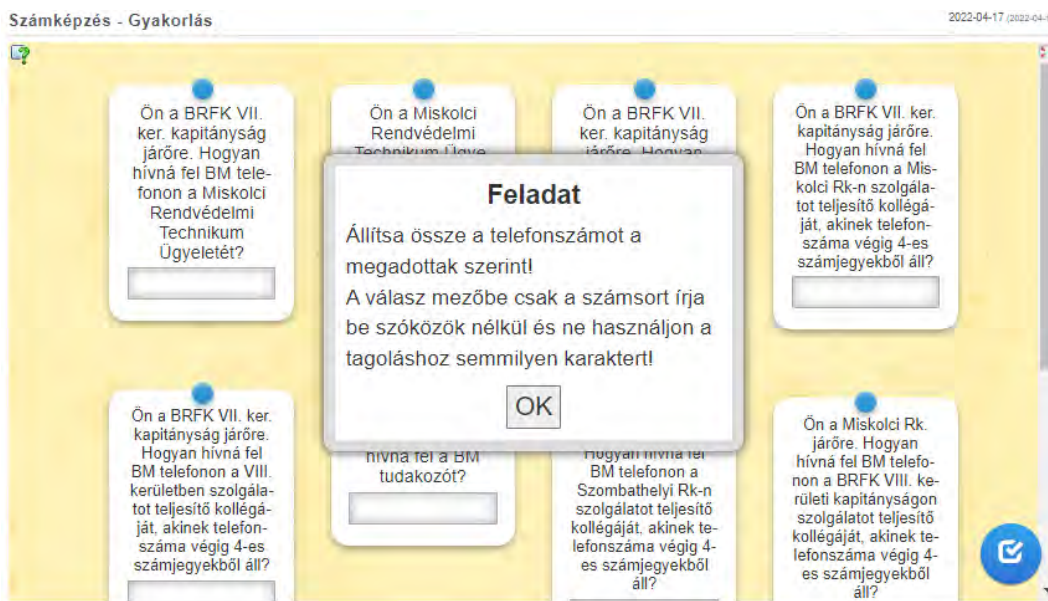 Számképzés - Gyakorlás
2022-04-17
Ön a BRFK VII.
ker. kapitányság
járőre. Hogyan
hívná fel BM tele-
fonon a Miskolci
Rendvédelmi
Technikum
Ügyeletét?
Ön a Miskolci
Rendvédelmi
Technikum
Ön a BRFK VII.
ker. kapitányság
járőre. Hogyan
Ön a BRFK VII. ker.
kapitányság járőre.
Hogyan hívná fel
BM telefonon a Mis-
kolci Rk-n szolgála-
tot teljesítő kollégá-
ját, akinek telefon-
száma végig 4-es
számjegyekből áll?
Feladat
Állítsa össze a telefonszámot a
megadottak szerint!
A válasz mezőbe csak a számsort írja
be szóközök nélkül és ne használjon a
tagoláshoz semmilyen karaktert!
OK
Ön a BRFK VII. ker.
kapitányság járőre.
Hogyan hívná fel
BM telefonon a VIII.
kerületben szolgála-
tot teljesítő kollégá-
ját, akinek telefon-
száma végig 4-es
számjegyekből áll?
hívná fel a BM
tudakozót?
Hogyan hívná fel
BM telefonon a
Szombathelyi Rk-n
szolgálatot teljesítő
kollégáját, akinek te-
lefonszáma végig 4-
es számjegyekből
áll?
Ön a Miskolci Rk.
járőre. Hogyan
hívná fel BM telefo-
non a BRFK VIII. ke-
rületi kapitányságon
szolgálatot teljesítő
kollégáját, akinek te-
lefonszáma végig 4-
es számjegyekből
áll?